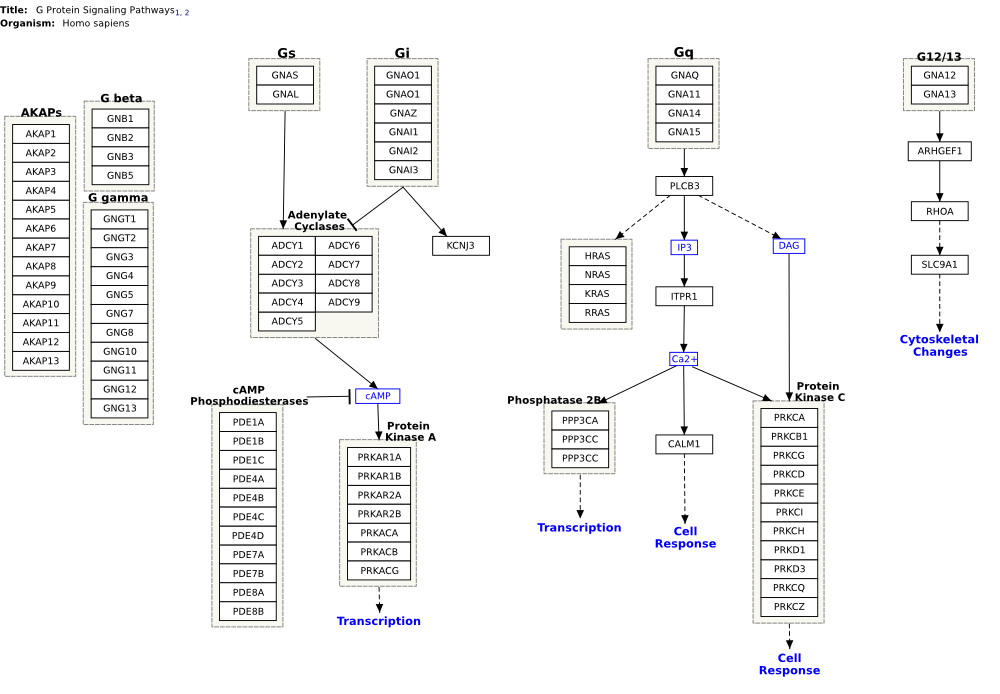 Title: G Protein Signaling Pathways1, 2
Organism: Homo sapiens
AKAPs
AKAP1
AKAP2
AKAP3
AKAP4
AKAP5
AKAP6
AKAP7
AKAP8
AKAP9
AKAP10
AKAP11
AKAP12
AKAP13
G beta
GNB1
GNB2
GNB3
GNB5
G gamma
GNGT1
GNGT2
GNG3
GNG4
GNG5
GNG7
GNG8
GNG10
GNG11
GNG12
GNG13
Gs
GNAS
GNAL
Gi
GNAO1
GNAO1
GNAZ
GNAI1
GNAI2
GNAI3
Adenylate
Cyclases
ADCY1 ADCY6
ADCY2 ADCY7
ADCY3 ADCY8
ADCY4 ADCY9
ADCY5
KCNJ3
cAMP
Phosphodiesterases
cAMP
PDE1A
PDE1B
PDE1C
PDE4A
PDE4B
PDE4C
PDE4D
PDE7A
PDE7B
PDE8A
PDE8B
Protein
Kinase A
PRKAR1A
PRKAR1B
PRKAR2A
PRKAR2B
PRKACA
PRKACB
PRKACG
Transcription
Gq
GNAQ
GNA11
GNA14
GNA15
PLCB3
HRAS
NRAS
KRAS
RRAS
IP3
DAG
ITPR1
Ca2+
Phosphatase 2B
PPP3CA
PPP3CC
PPP3CC
Transcription
CALM1
Cell
Response
Protein
Kinase C
PRKCA
PRKCB1
PRKCG
PRKCD
PRKCE
PRKCI
PRKCH
PRKD1
PRKD3
PRKCQ
PRKCZ
Cell
Response
G12/13
GNA12
GNA13
ARHGEF1
RHOA
SLC9A1
Cytoskeletal
Changes